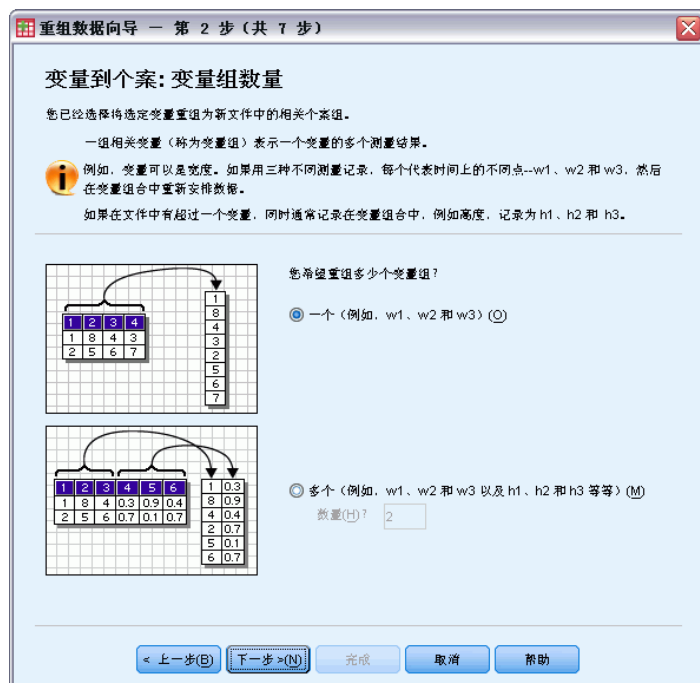 重组数据向导 — 第 2 步(共 7 步)
变量到个案: 变量组数量
您已经选择将选定变量重组为新文件中的相关个案组。
一组相关变量(称为变量组)表示一个变量的多个测量结果。
例如, 变量可以是宽度。如果用三种不同测量记录, 每个代表时间上的不同点--w1、w2 和 w3, 然后
在变量组合中重新安排数据。
如果在文件中有超过一个变量, 同时通常记录在变量组合中, 例如高度, 记录为 h1、h2 和 h3。
您希望重组多少个变量组?
1 2 3 4
1 8 4 3
2 5 6 7
1
8
4
3
2
5
6
7
一个(例如, w1、w2 和 w3)(O)
1 2 3 4 5 6
1 8 4 0.3 0.9 0.4
2 5 6 0.7 0.1 0.7
1 0.3
8 0.9
4 0.4
2 0.7
5 0.1
6 0.7
多个(例如, w1、w2 和 w3 以及 h1、h2 和 h3 等等)(M)
数量(H)? 2
< 上一步(B) 下一步 >(N) 完成 取消 帮助